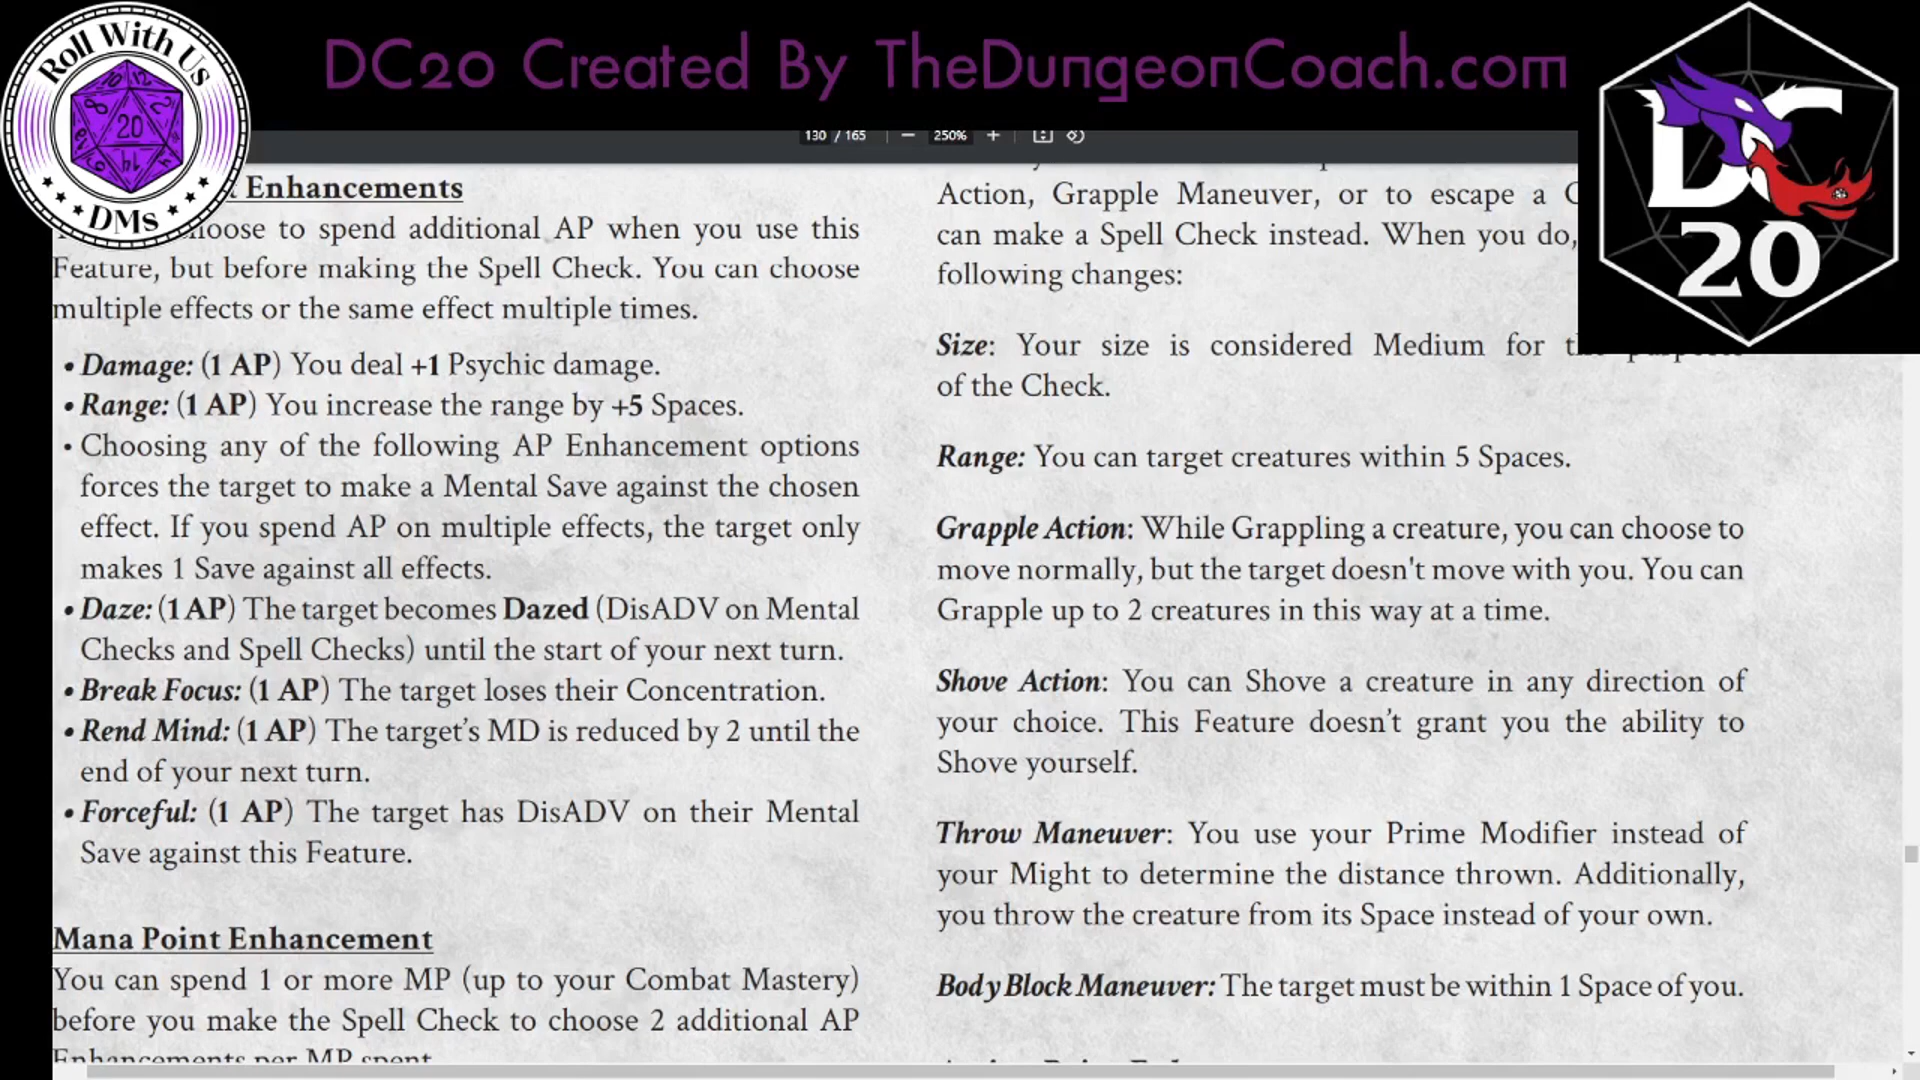 Roll With Us
20
DMs
DC20 Created By TheDungeonCoach.com
DC
20
130 / 165 — 250% +
Enhancements
choose to spend additional AP when you use this
Feature, but before making the Spell Check. You can choose
multiple effects or the same effect multiple times.
• Damage: (1 AP) You deal +1 Psychic damage.
• Range: (1 AP) You increase the range by +5 Spaces.
• Choosing any of the following AP Enhancement options
forces the target to make a Mental Save against the chosen
effect. If you spend AP on multiple effects, the target only
makes 1 Save against all effects.
• Daze: (1 AP) The target becomes Dazed (DisADV on Mental
Checks and Spell Checks) until the start of your next turn.
• Break Focus: (1 AP) The target loses their Concentration.
• Rend Mind: (1 AP) The target’s MD is reduced by 2 until the
end of your next turn.
• Forceful: (1 AP) The target has DisADV on their Mental
Save against this Feature.
Mana Point Enhancement
You can spend 1 or more MP (up to your Combat Mastery)
before you make the Spell Check to choose 2 additional AP
Enhancements per MP spent
Action, Grapple Maneuver, or to escape a
can make a Spell Check instead. When you do,
following changes:
Size: Your size is considered Medium for the purposes
of the Check.
Range: You can target creatures within 5 Spaces.
Grapple Action: While Grappling a creature, you can choose to
move normally, but the target doesn't move with you. You can
Grapple up to 2 creatures in this way at a time.
Shove Action: You can Shove a creature in any direction of
your choice. This Feature doesn’t grant you the ability to
Shove yourself.
Throw Maneuver: You use your Prime Modifier instead of
your Might to determine the distance thrown. Additionally,
you throw the creature from its Space instead of your own.
Body Block Maneuver: The target must be within 1 Space of you.